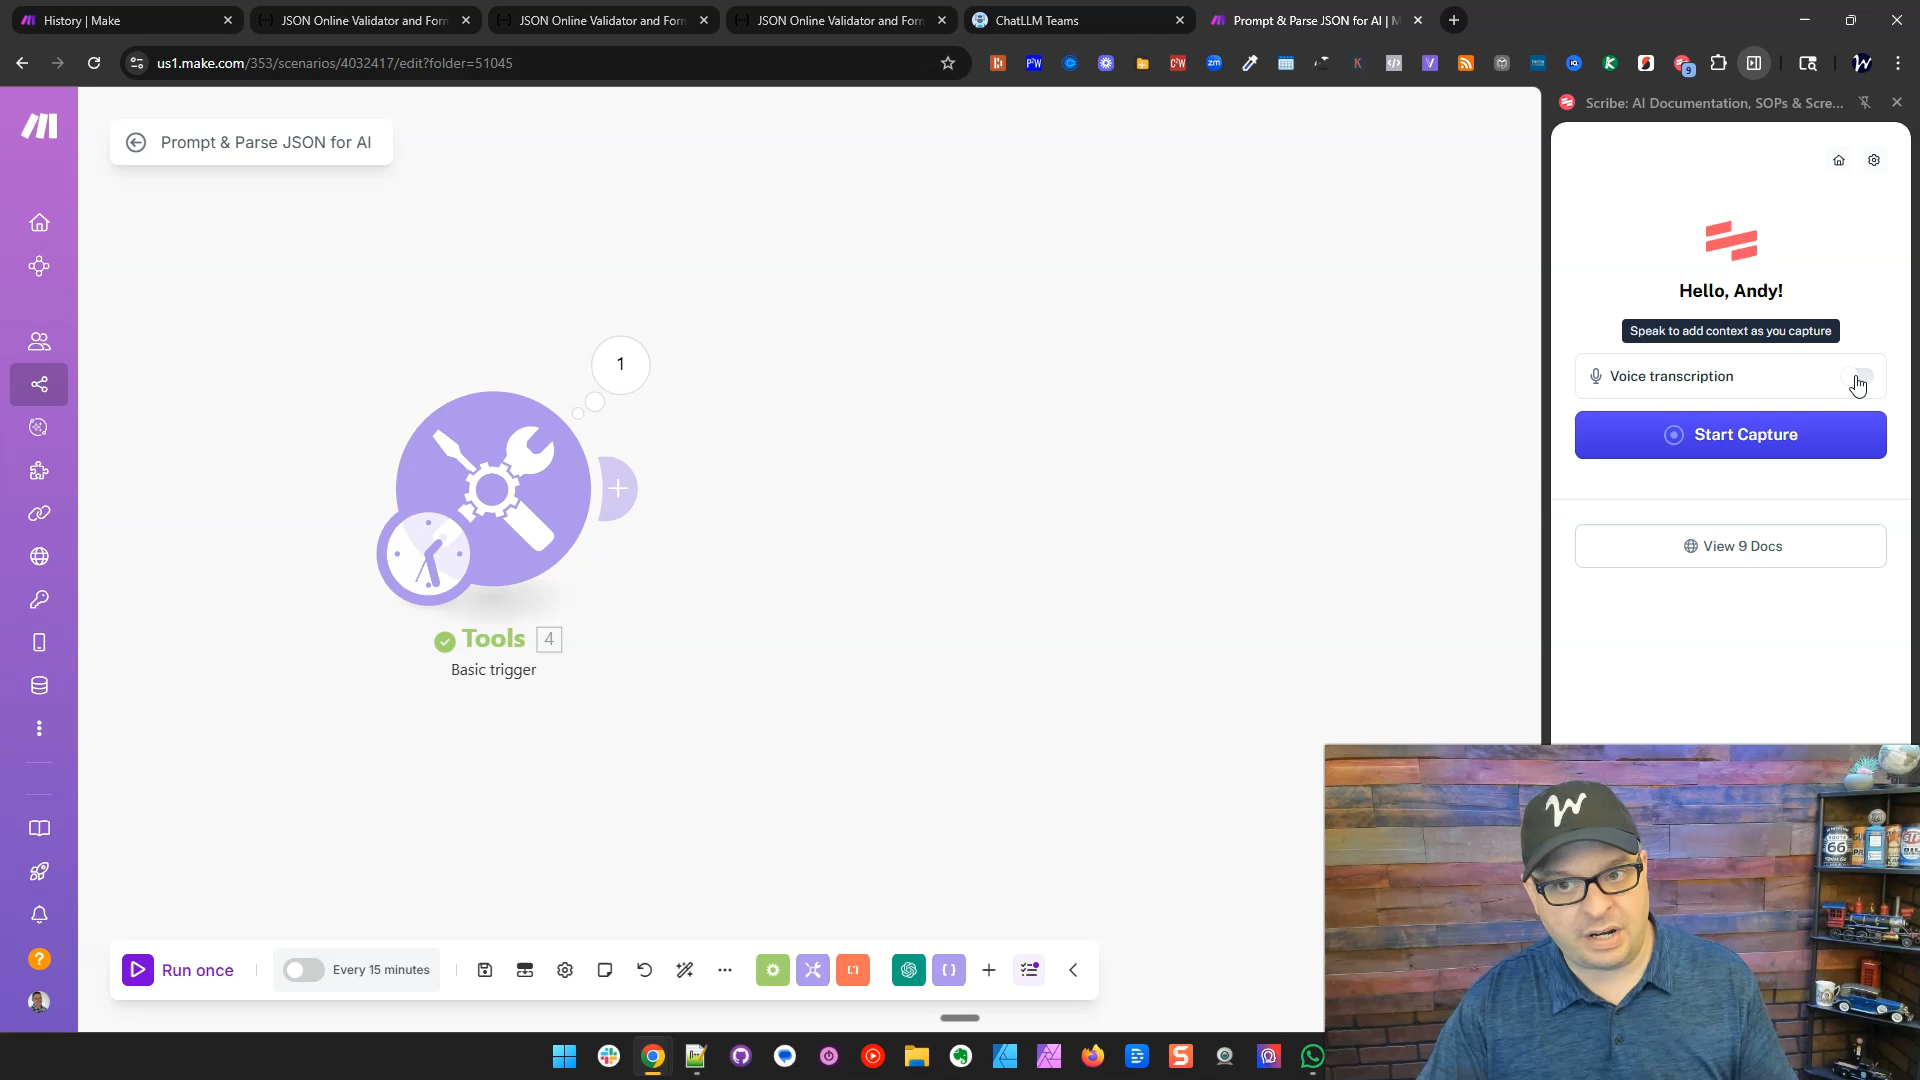 History | Make
JSON Online Validator and Form
JSON Online Validator and Form
JSON Online Validator and Form
ChatLLM Teams
Prompt & Parse JSON for AI | M
us1.make.com/353/scenarios/4032417/edit?folder=51045
9
Scribe: AI Documentation, SOPs & Scre...
Prompt & Parse JSON for AI
Hello, Andy!
Speak to add context as you capture
Voice transcription
Start Capture
View 9 Docs
1
Tools 4
Basic trigger
Run once
Every 15 minutes
ROUTE
66